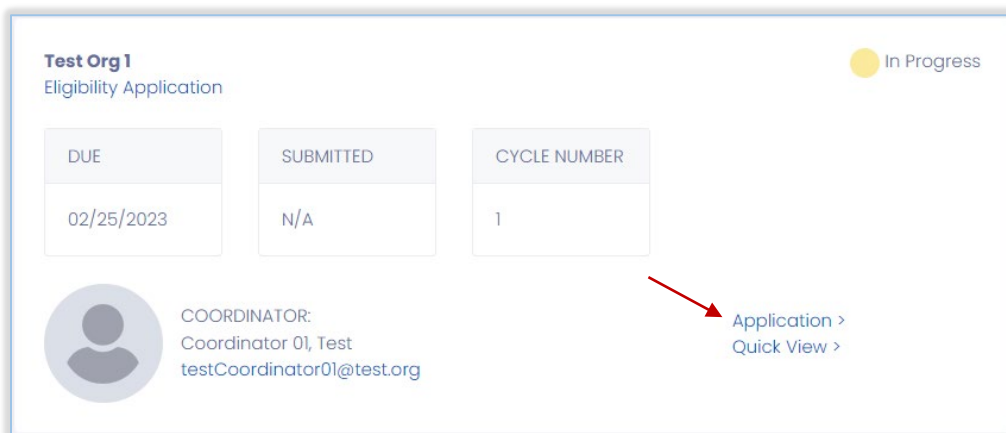 Test Org 1
In Progress
Eligibility Application
DUE
SUBMITTED
CYCLE NUMBER
02/25/2023
N/A
1
COORDINATOR:
Coordinator 01, Test
testCoordinator01@test.org
Application >
Quick View >